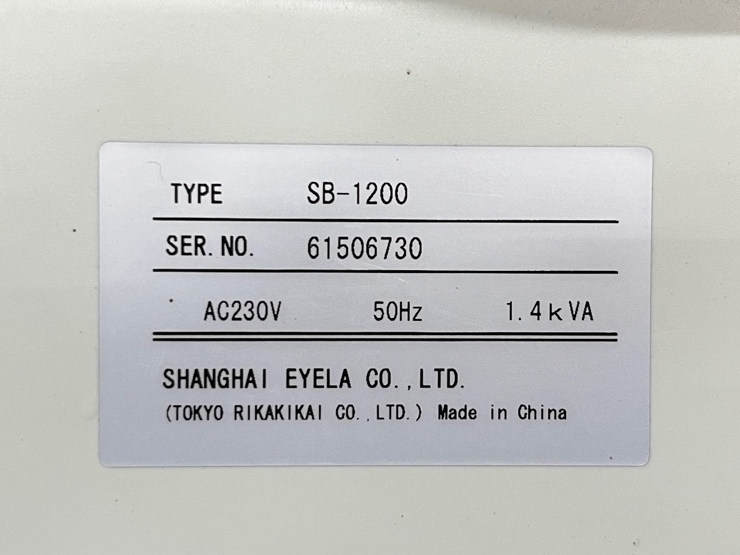 TYPE SB-1200
SER.NO. 61506730
AC230V 50Hz 1.4kVA
SHANGHAI EYELA CO.,LTD.
(TOKYO RIKAKIKAI CO.,LTD.) Made in China